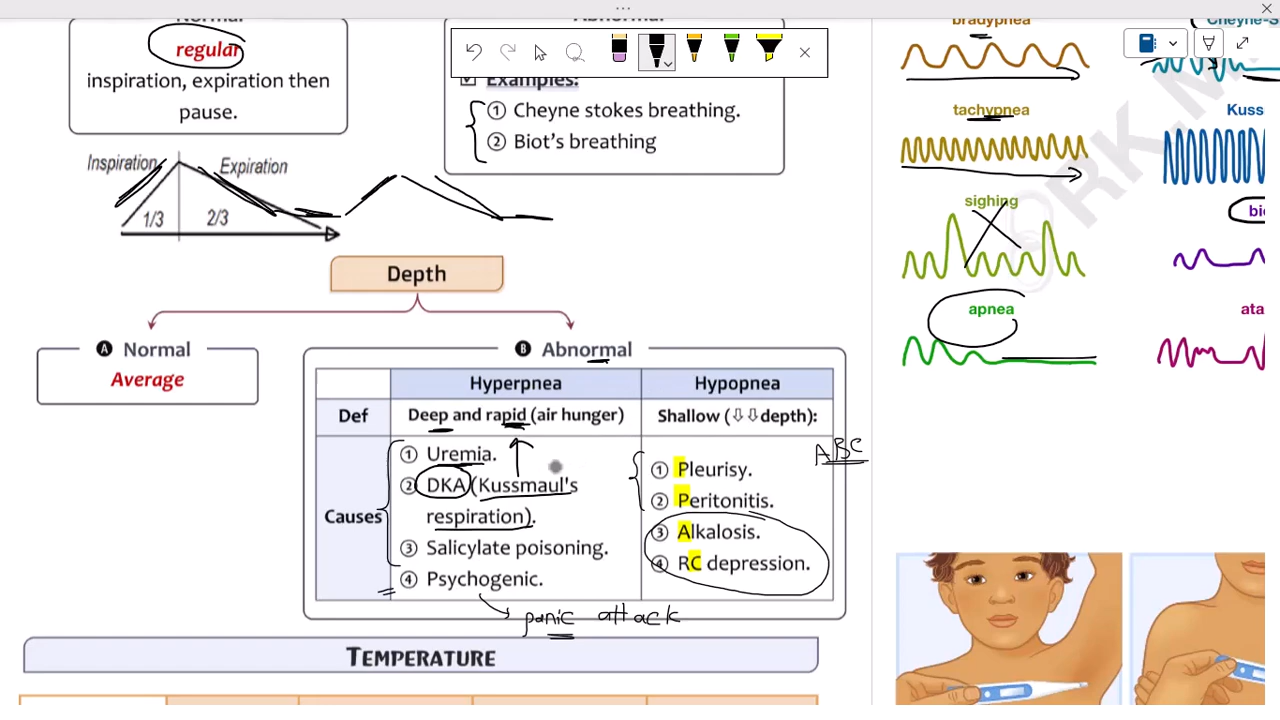 Normal
regular
inspiration, expiration then
pause.
Abnormal
Examples:
① Cheyne stokes breathing.
② Biot's breathing
Inspiration
Expiration
1/3
2/3
Depth
A Normal
Average
B Abnormal
Hyperpnea
Hypopnea
Def
Deep and rapid (air hunger)
Shallow (⇩⇩depth):
Causes
① Uremia.
② DKA (Kussmaul's
respiration).
③ Salicylate poisoning.
④ Psychogenic.
panic attack
① Pleurisy.
② Peritonitis.
③ Alkalosis.
④ RC depression.
ABC
TEMPERATURE
bradypnea
Cheyne-S
tachypnea
Kuss
sighing
bi
apnea
ata
RK.M